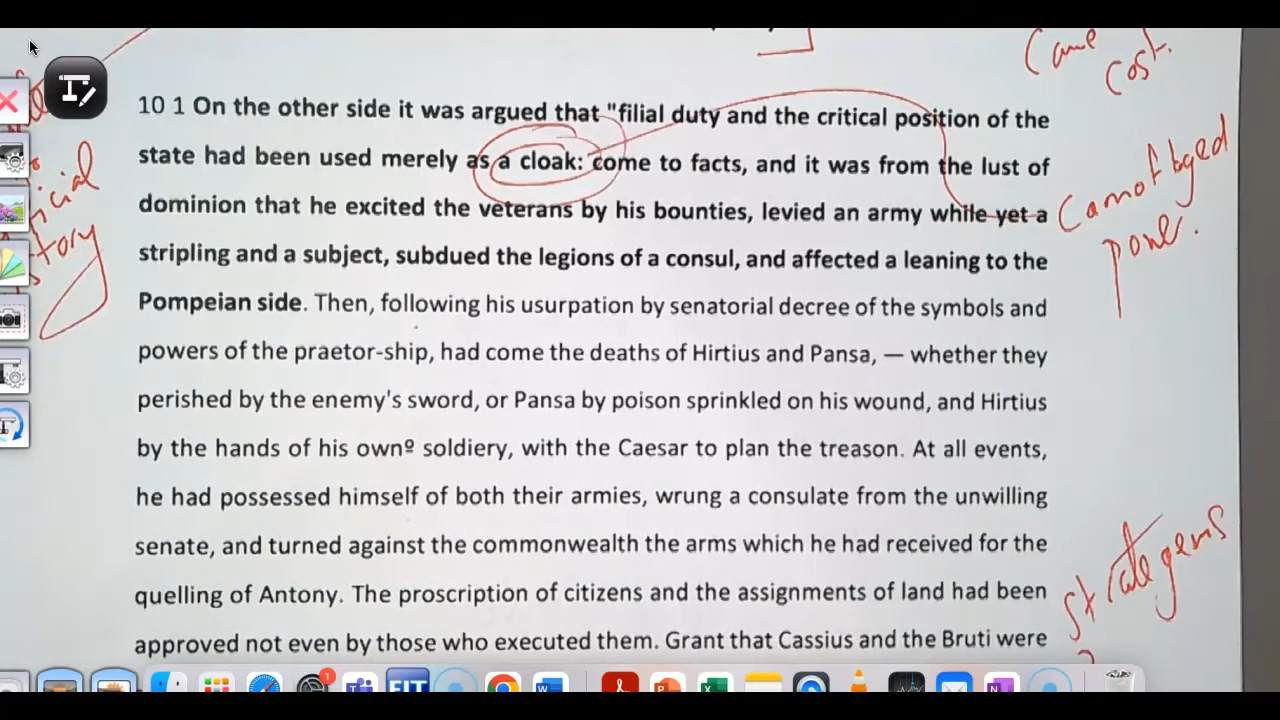 came
cost.
10 1 On the other side it was argued that "filial duty and the critical position of the
state had been used merely as a cloak: come to facts, and it was from the lust of
dominion that he excited the veterans by his bounties, levied an army while yet a
stripling and a subject, subdued the legions of a consul, and affected a leaning to the
Pompeian side. Then, following his usurpation by senatorial decree of the symbols and
powers of the praetor-ship, had come the deaths of Hirtius and Pansa, — whether they
perished by the enemy's sword, or Pansa by poison sprinkled on his wound, and Hirtius
by the hands of his ownº soldiery, with the Caesar to plan the treason. At all events,
he had possessed himself of both their armies, wrung a consulate from the unwilling
senate, and turned against the commonwealth the arms which he had received for the
quelling of Antony. The proscription of citizens and the assignments of land had been
approved not even by those who executed them. Grant that Cassius and the Bruti were
Camoflaged
power.
strategems
FIT
1